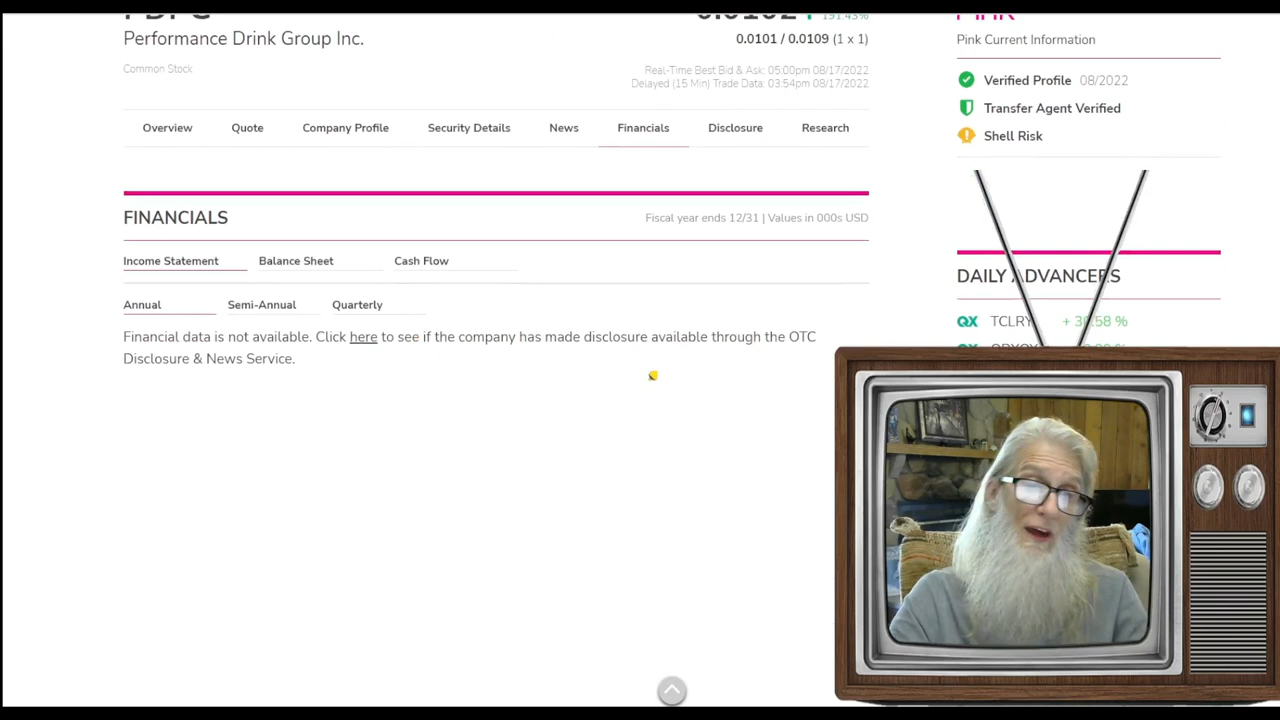 Performance Drink Group Inc.
Common Stock
191.43%
0.0101 / 0.0109 (1 x 1)
Real-Time Best Bid & Ask: 05:00pm 08/17/2022
Delayed (15 Min) Trade Data: 03:54pm 08/17/2022
Overview Quote Company Profile Security Details News Financials Disclosure Research
FINANCIALS
Fiscal year ends 12/31 | Values in 000s USD
Income Statement Balance Sheet Cash Flow
Annual Semi-Annual Quarterly
Financial data is not available. Click here to see if the company has made disclosure available through the OTC
Disclosure & News Service.
PINK
Pink Current Information
Verified Profile 08/2022
Transfer Agent Verified
Shell Risk
DAILY ADVANCERS
QX TCLRY
QX